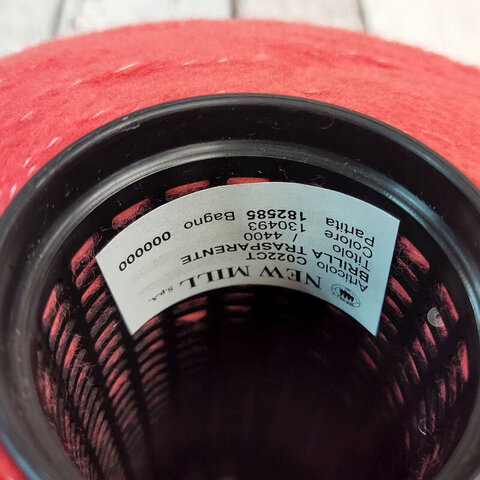 NEW MILL S.p.A.
Articolo C022CT
BRILLA TRASPARENTE
Titolo / 4400
Colore 130493
Partita 182585 Bagno 000000